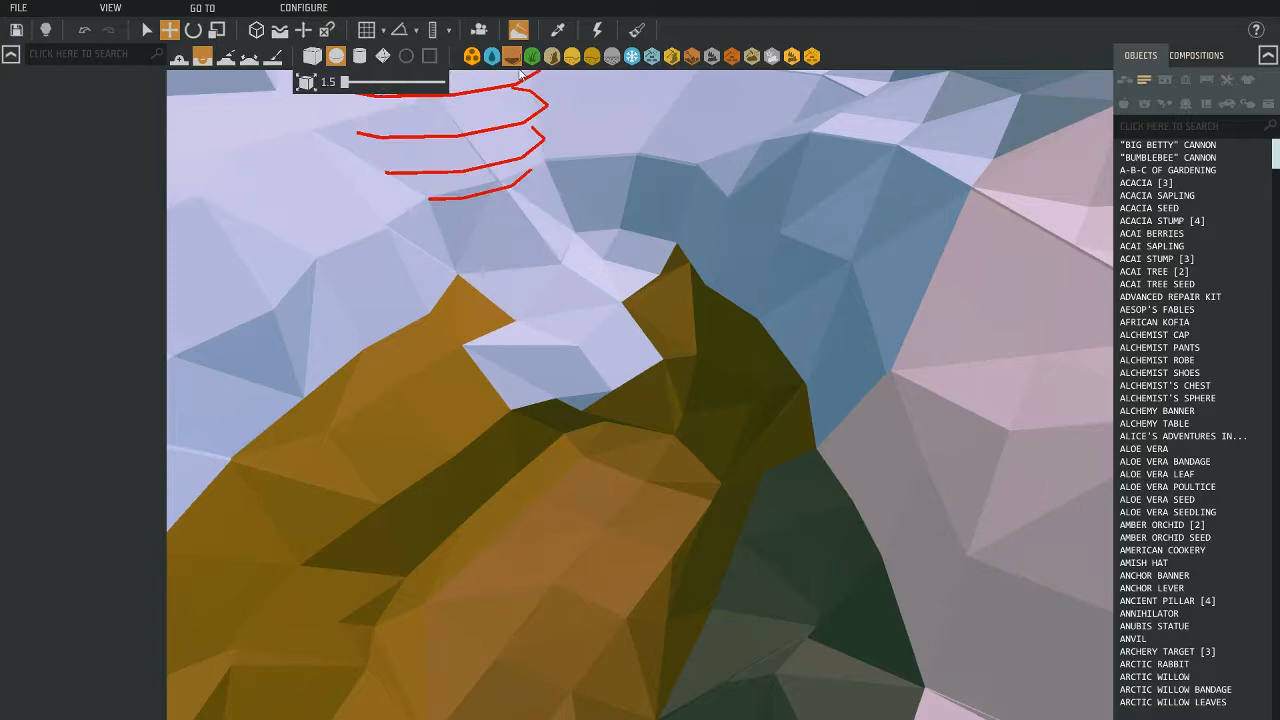 FILE VIEW GO TO CONFIGURE
CLICK HERE TO SEARCH
1.5
OBJECTS COMPOSITIONS
CLICK HERE TO SEARCH
"BIG BETTY" CANNON
"BUMBLEBEE" CANNON
A-B-C OF GARDENING
ACACIA [3]
ACACIA SAPLING
ACACIA SEED
ACACIA STUMP [4]
ACAI BERRIES
ACAI SAPLING
ACAI STUMP [3]
ACAI TREE [2]
ACAI TREE SEED
ADVANCED REPAIR KIT
AESOP'S FABLES
AFRICAN KOFIA
ALCHEMIST CAP
ALCHEMIST PANTS
ALCHEMIST ROBE
ALCHEMIST SHOES
ALCHEMIST'S CHEST
ALCHEMIST'S SPHERE
ALCHEMY BANNER
ALCHEMY TABLE
ALICE'S ADVENTURES IN...
ALOE VERA
ALOE VERA BANDAGE
ALOE VERA LEAF
ALOE VERA POULTICE
ALOE VERA SEED
ALOE VERA SEEDLING
AMBER ORCHID [2]
AMBER ORCHID SEED
AMERICAN COOKERY
AMISH HAT
ANCHOR BANNER
ANCHOR LEVER
ANCIENT PILLAR [4]
ANNIHILATOR
ANUBIS STATUE
ANVIL
ARCHERY TARGET [3]
ARCTIC RABBIT
ARCTIC WILLOW
ARCTIC WILLOW BANDAGE
ARCTIC WILLOW LEAVES